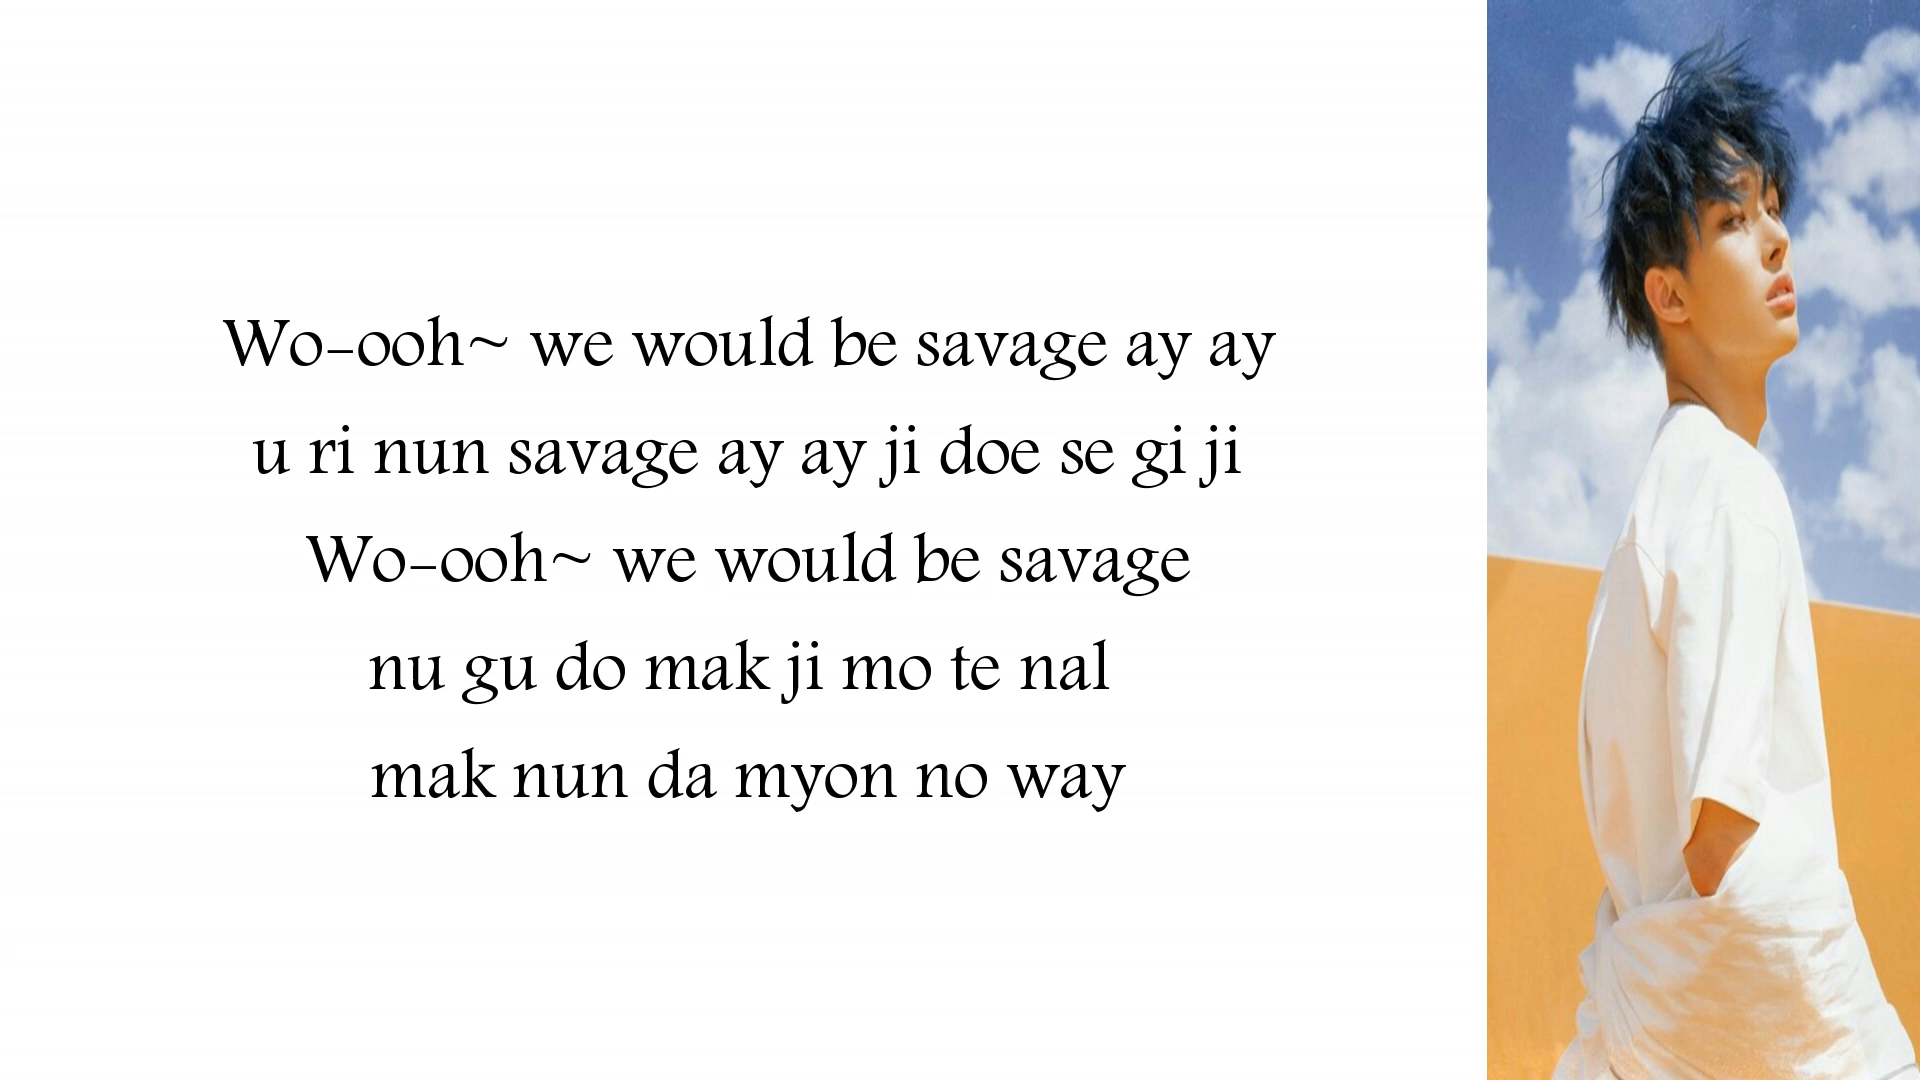 Wo-ooh~ we would be savage ay ay
u ri nun savage ay ay ji doe se gi ji
Wo-ooh~ we would be savage
nu gu do mak ji mo te nal
mak nun da myon no way